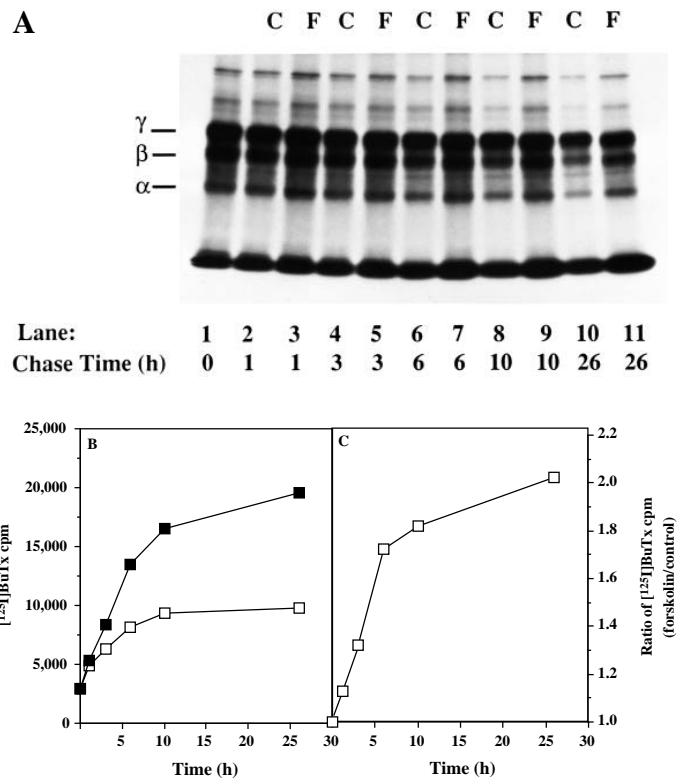 A
C F C F C F C F C F
γ
β
α
Lane: 1 2 3 4 5 6 7 8 9 10 11
Chase Time (h) 0 1 1 3 3 6 6 10 10 26 26
B
25,000
20,000
15,000
10,000
5,000
0
[¹²⁵I]BuTx cpm
5 10 15 20 25 30
Time (h)
C
2.2
2.0
1.8
1.6
1.4
1.2
1.0
Ratio of [¹²⁵I]BuTx cpm
(forskolin/control)
5 10 15 20 25 30
Time (h)